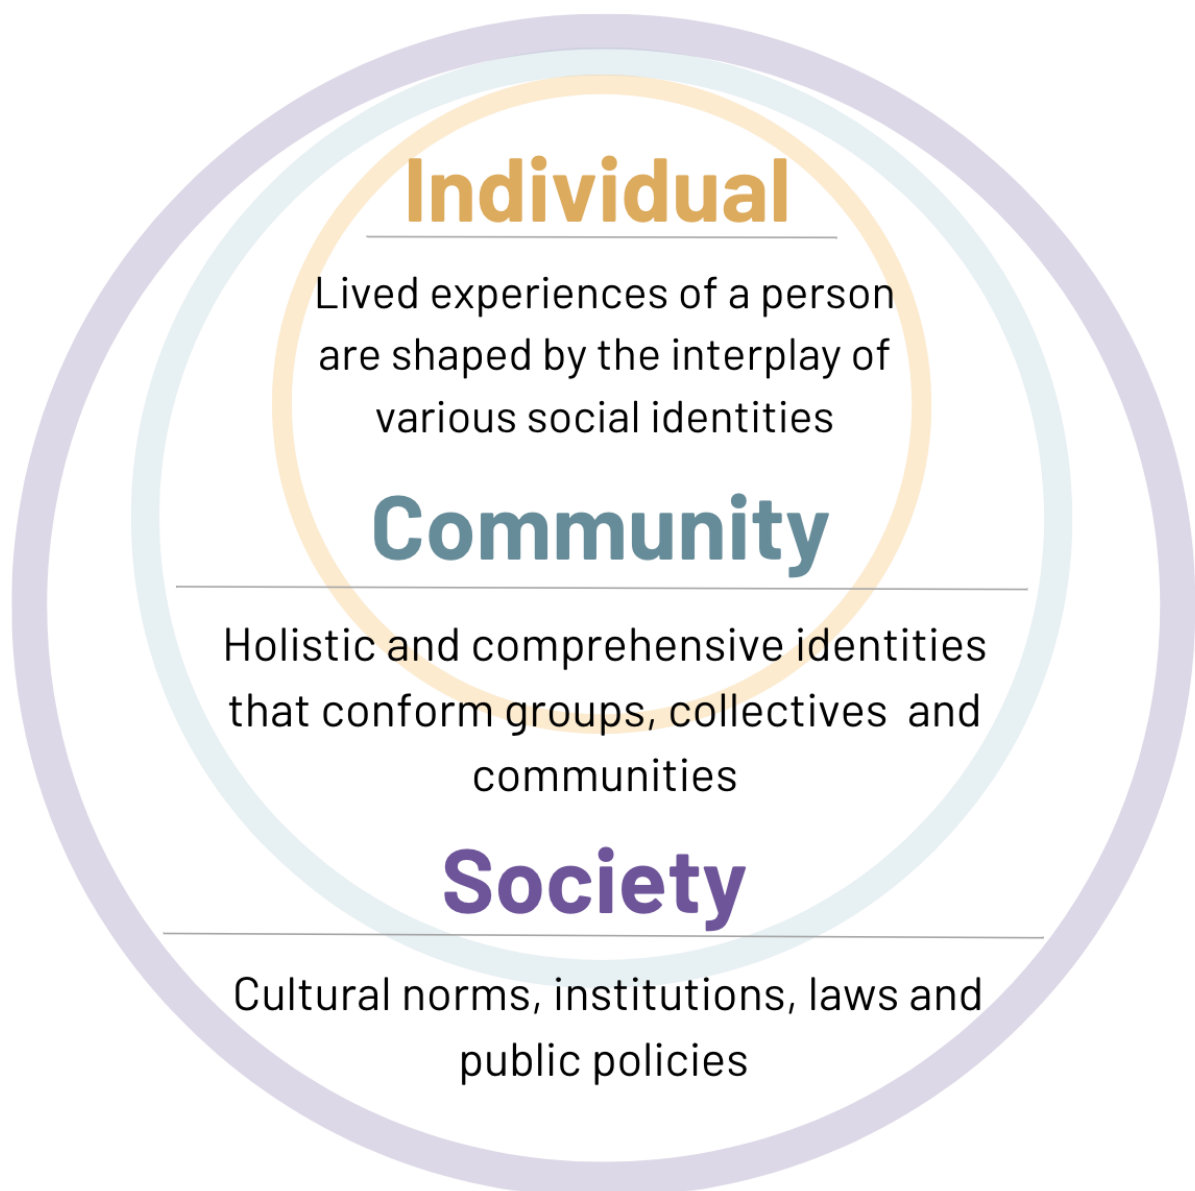 Individual
Lived experiences of a person
are shaped by the interplay of
various social identities
Community
Holistic and comprehensive identities
that conform groups, collectives and
communities
Society
Cultural norms, institutions, laws and
public policies